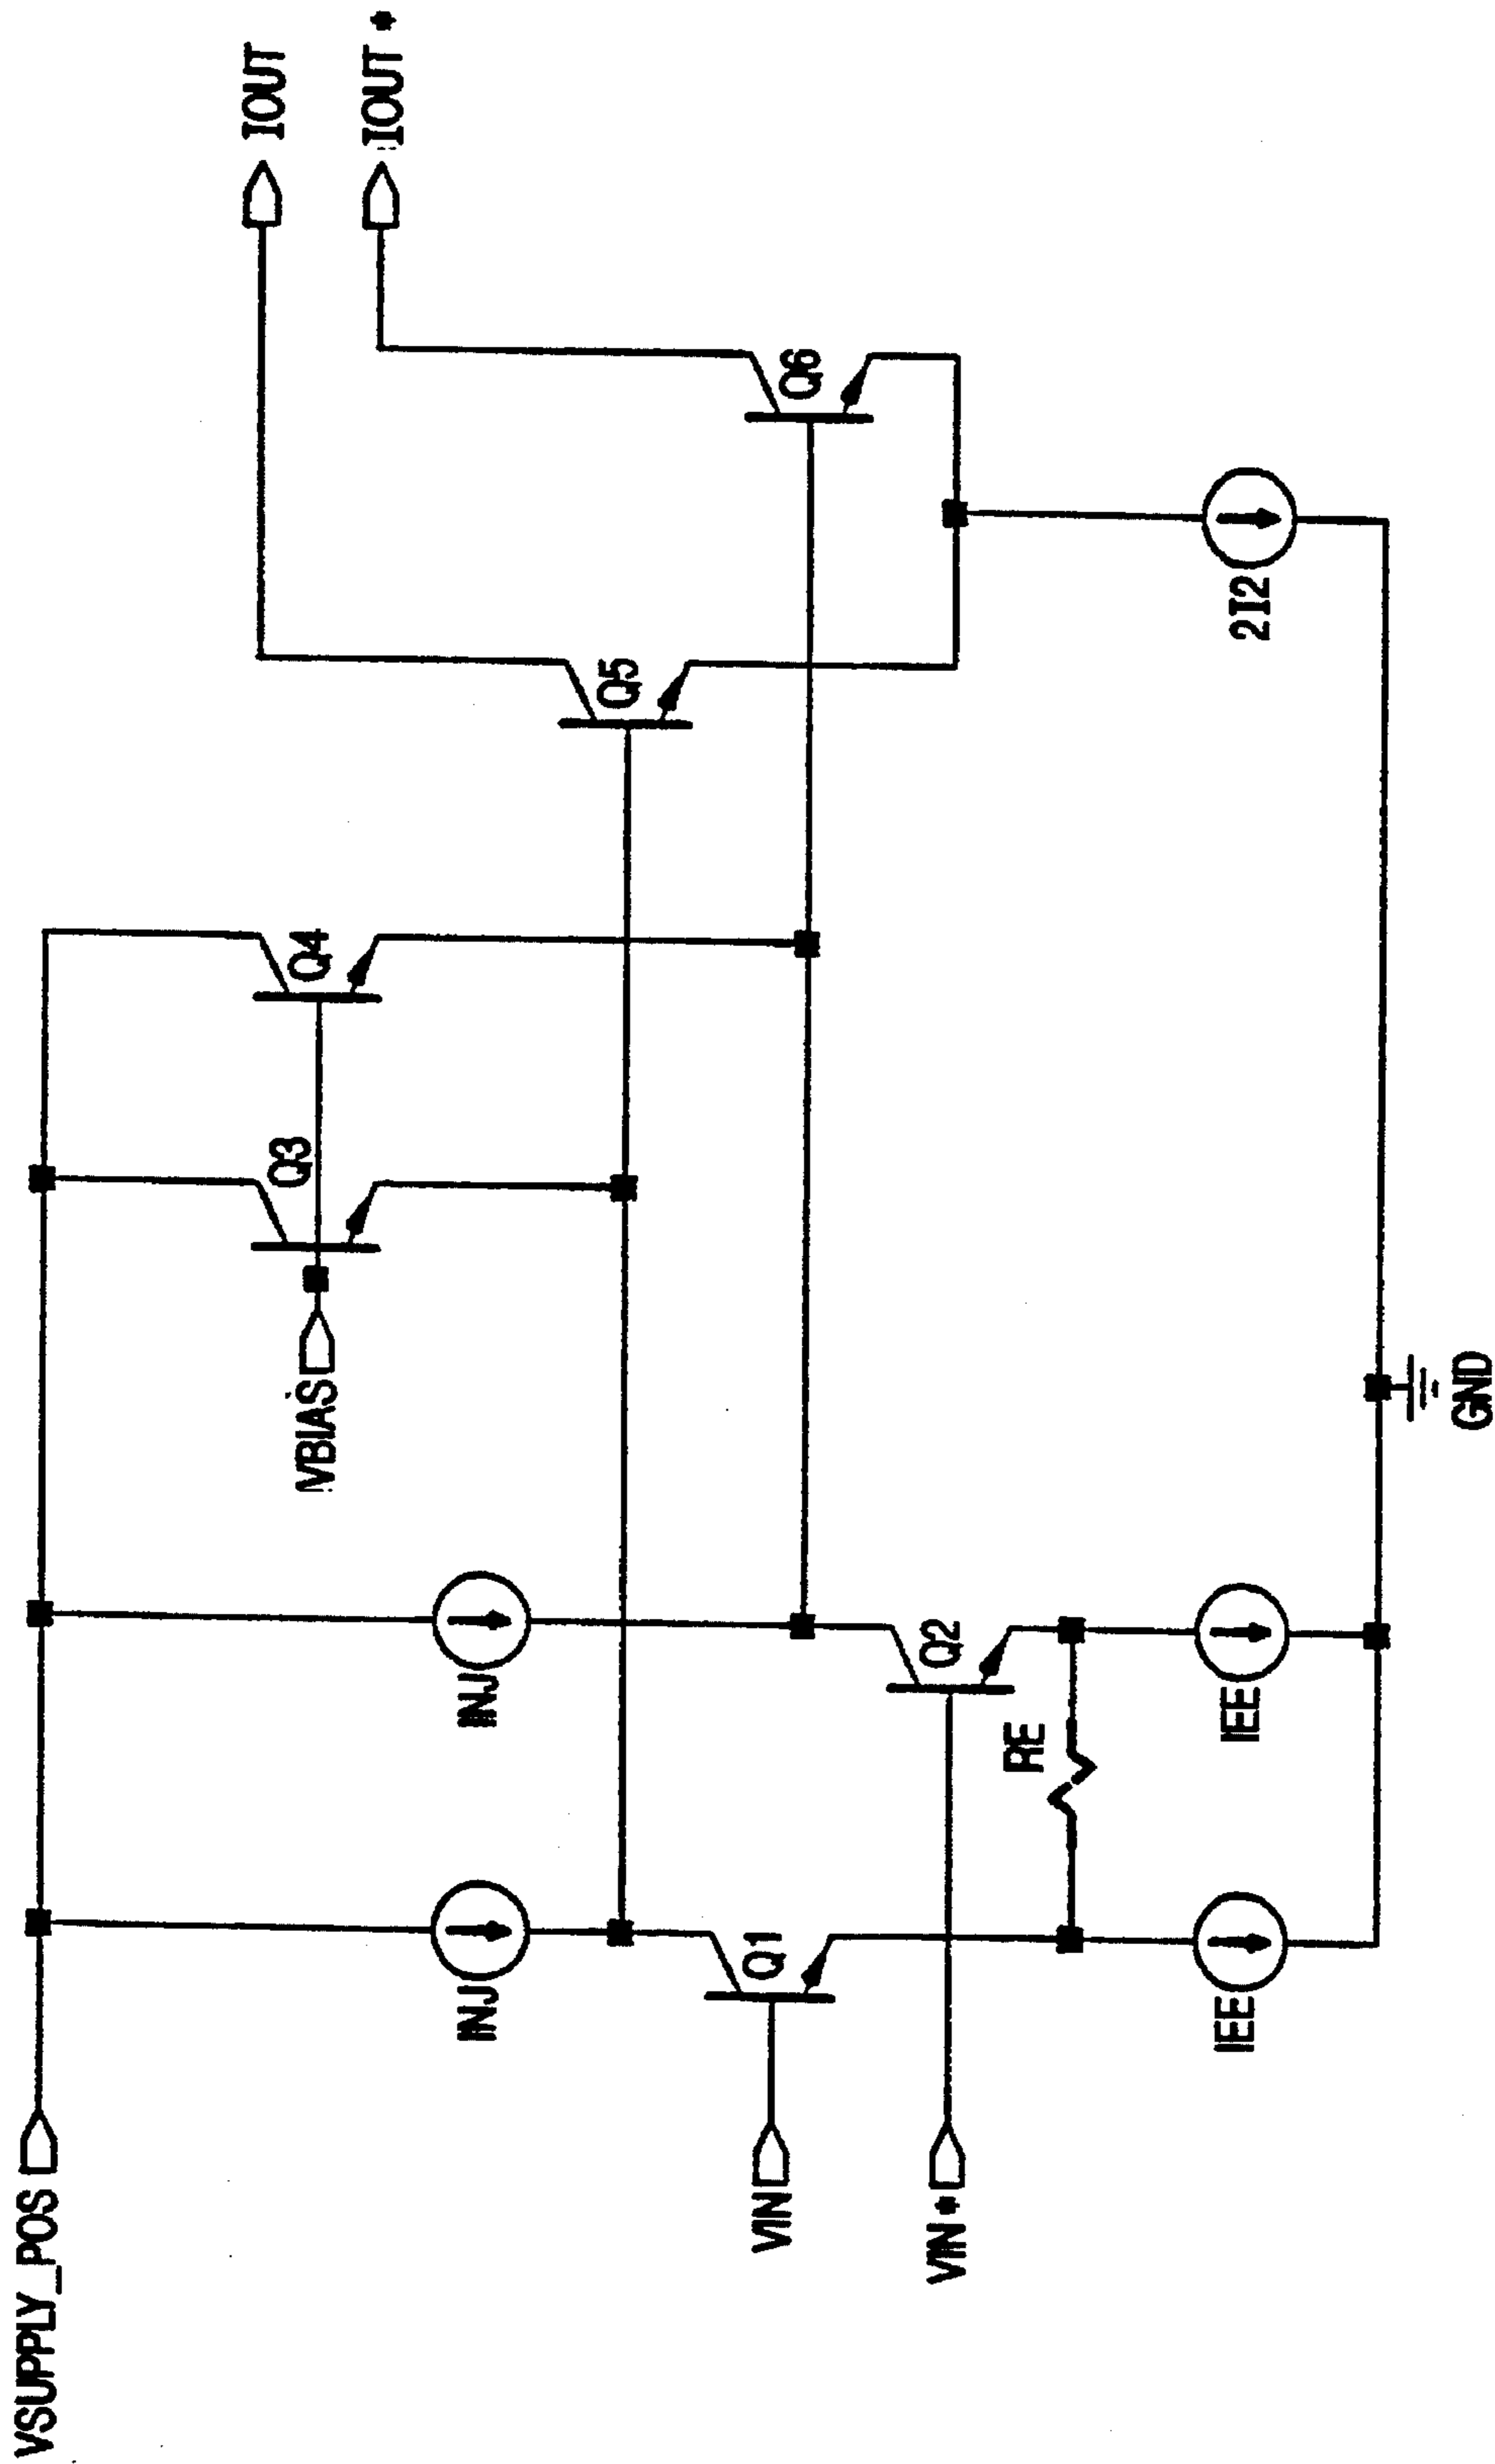 VSUPPLY_POS
IOUT
IOUT*
Q3
Q4
VBIAS
INJ
INJ
Q5
Q6
VIN
Q1
VIN*
Q2
RE
IEE
IEE
2I2
GND